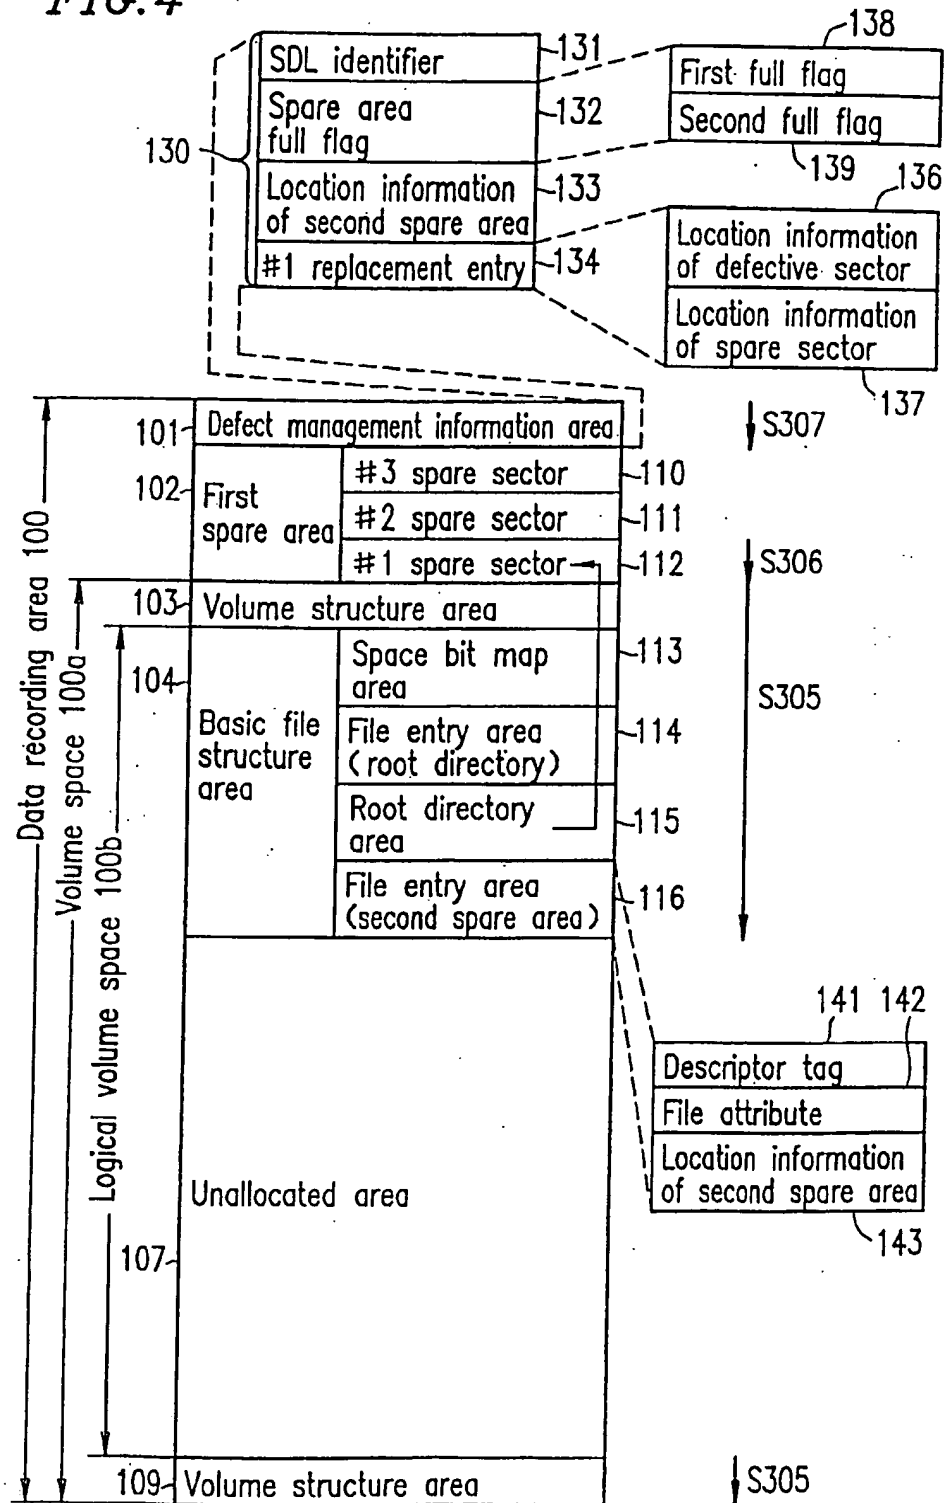 FIG. 4
SDL identifier
131
Spare area
full flag
132
Location information
of second spare area
133
#1 replacement entry
134
130
138
First full flag
Second full flag
139
136
Location information
of defective sector
Location information
of spare sector
137
101
Defect management information area
S307
102
First
spare area
#3 spare sector
110
#2 spare sector
111
#1 spare sector
112
S306
103
Volume structure area
104
Basic file
structure
area
Space bit map
area
113
File entry area
(root directory)
114
Root directory
area
115
File entry area
(second spare area)
116
S305
Data recording area 100
Volume space 100a
Logical volume space 100b
141 142
Descriptor tag
File attribute
Location information
of second spare area
143
Unallocated area
107
109
Volume structure area
S305